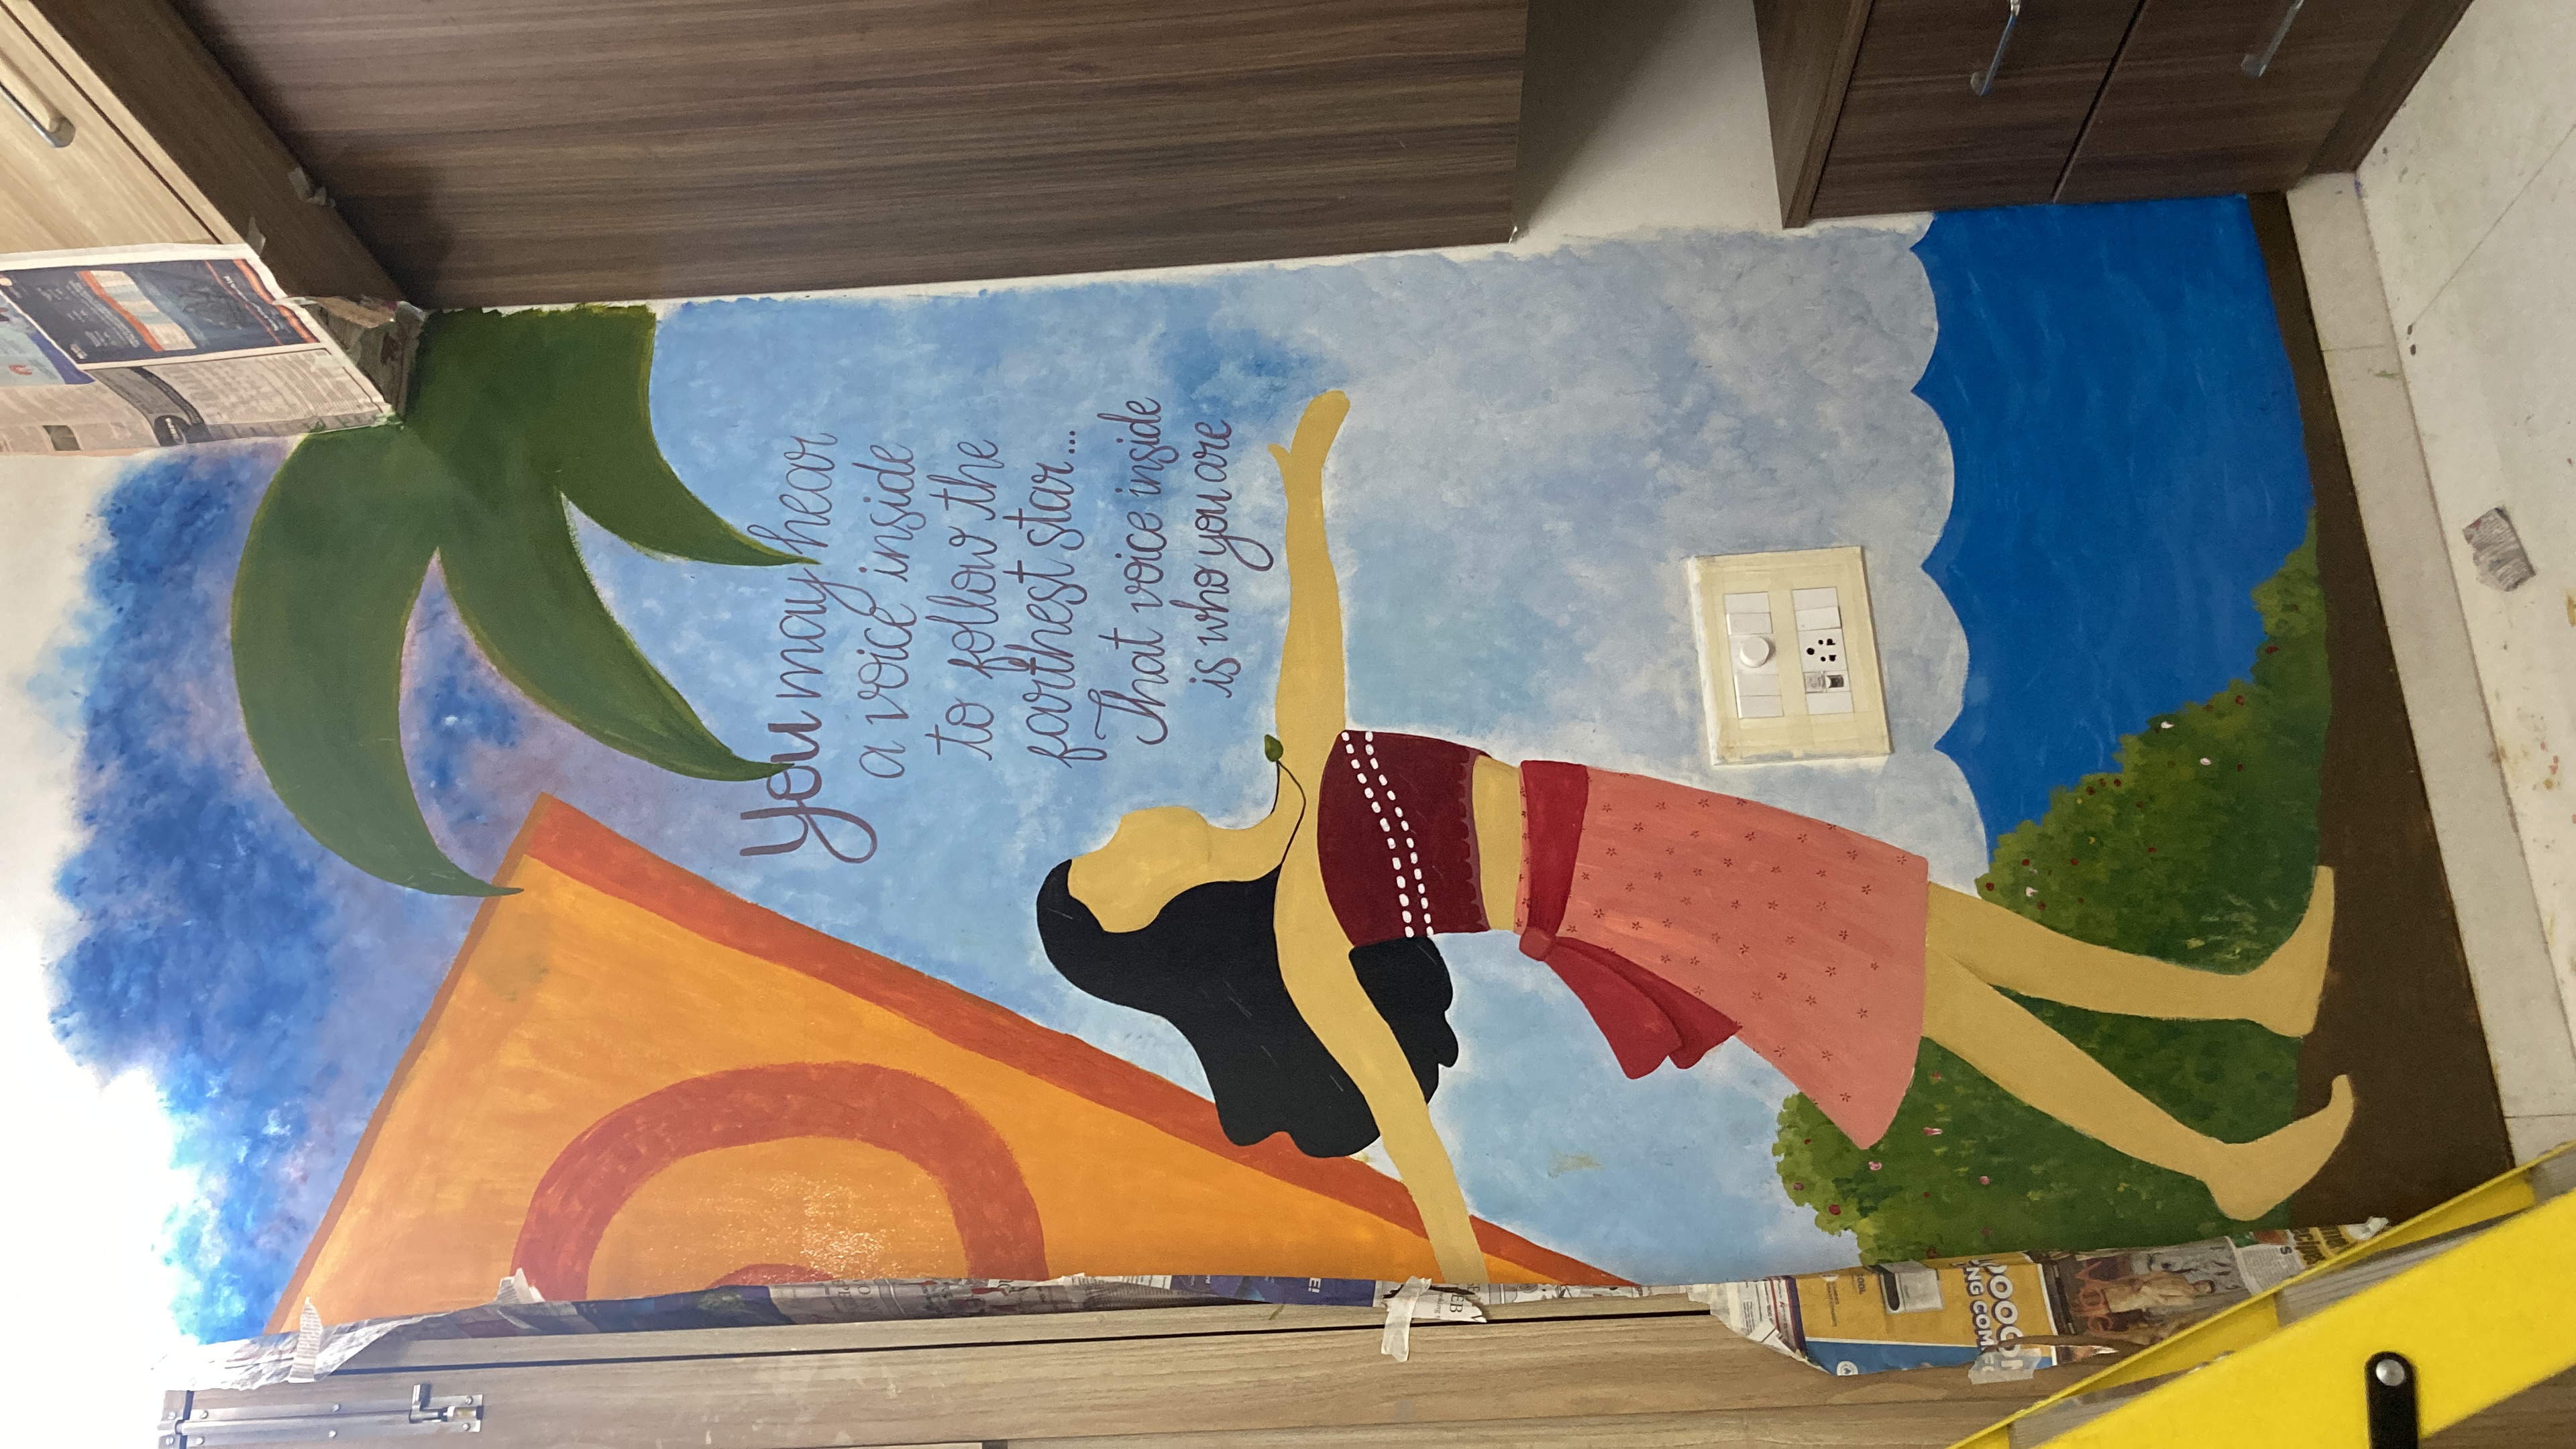 You may hear
a voice inside
to follow the
farthest star...
That voice inside
is who you are